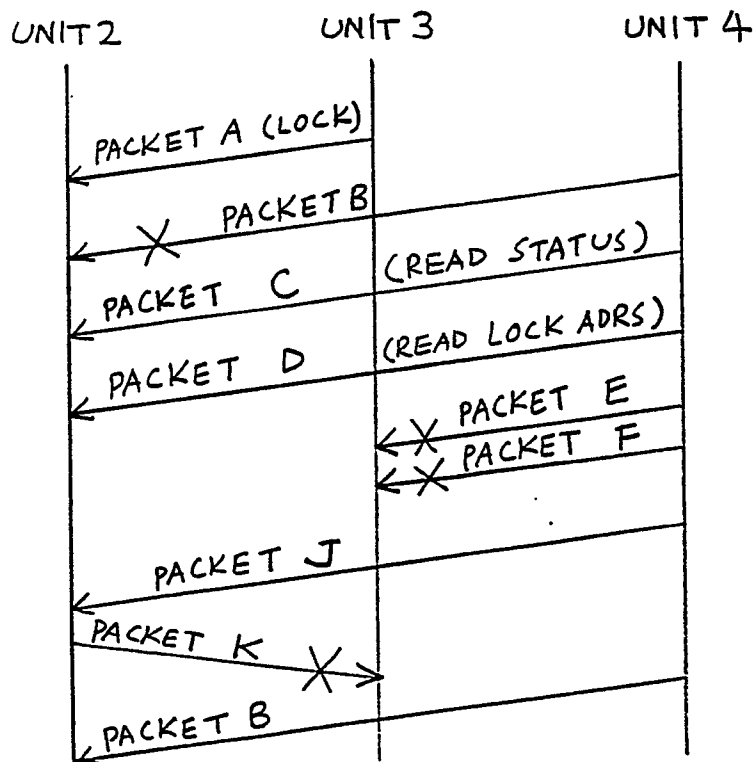 UNIT 2 UNIT 3 UNIT 4
PACKET A (LOCK)
PACKET B
PACKET C (READ STATUS)
PACKET D (READ LOCK ADRS)
PACKET E
PACKET F
PACKET J
PACKET K
PACKET B